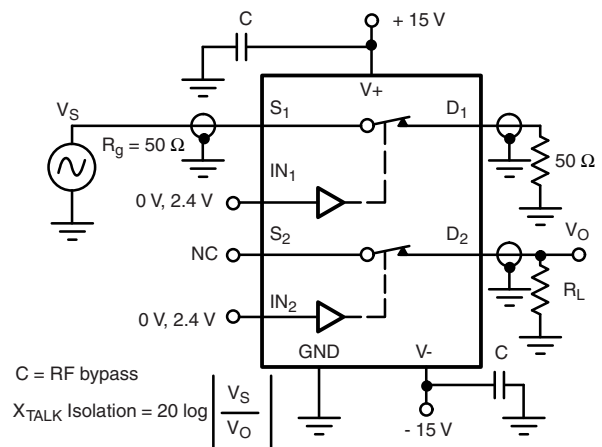 C
+ 15 V
V+
V_S
S_1
D_1
R_g = 50 Ω
50 Ω
IN_1
0 V, 2.4 V
S_2
D_2
V_O
NC
R_L
IN_2
0 V, 2.4 V
GND
V-
C
C = RF bypass
X_TALK Isolation = 20 log | V_S / V_O |
- 15 V